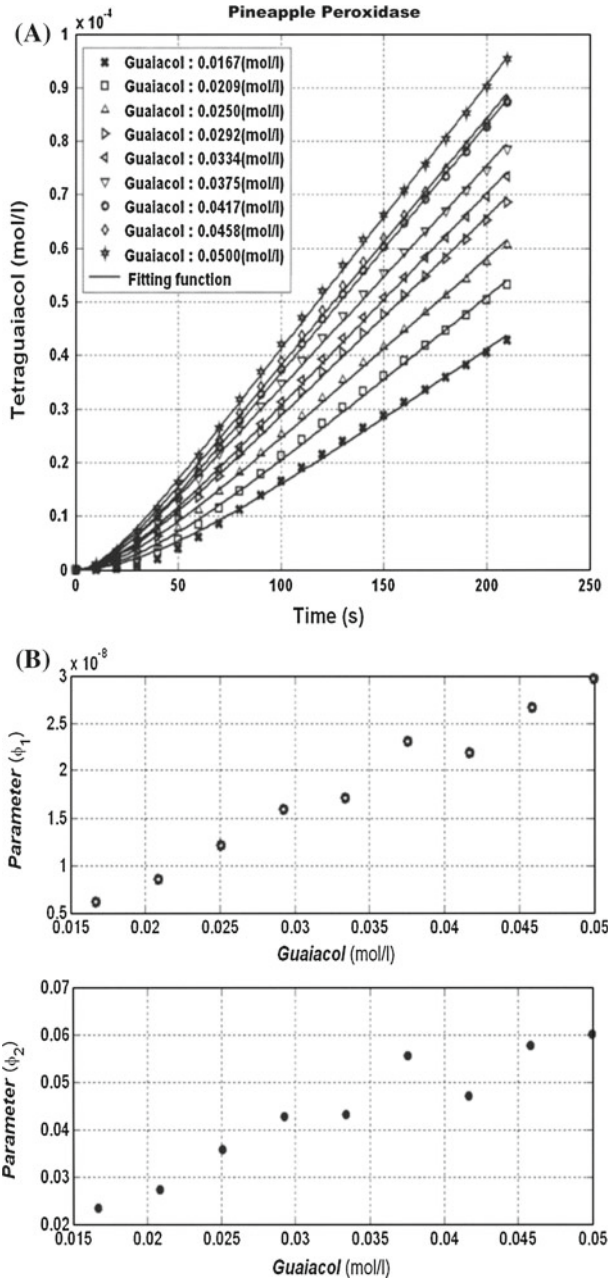 Pineapple Peroxidase
(A)
x 10⁻⁴
1
0.9
0.8
0.7
0.6
0.5
0.4
0.3
0.2
0.1
0
Tetraguaiacol (mol/l)
Guaiacol : 0.0167(mol/l)
Guaiacol : 0.0209(mol/l)
Guaiacol : 0.0250(mol/l)
Guaiacol : 0.0292(mol/l)
Guaiacol : 0.0334(mol/l)
Guaiacol : 0.0375(mol/l)
Guaiacol : 0.0417(mol/l)
Guaiacol : 0.0458(mol/l)
Guaiacol : 0.0500(mol/l)
Fitting function
0 50 100 150 200 250
Time (s)
(B)
x 10⁻⁸
3
2.5
2
1.5
1
0.5
Parameter (ϕ₁)
0.015 0.02 0.025 0.03 0.035 0.04 0.045 0.05
Guaiacol (mol/l)
0.07
0.06
0.05
0.04
0.03
0.02
Parameter (ϕ₂)
0.015 0.02 0.025 0.03 0.035 0.04 0.045 0.05
Guaiacol (mol/l)